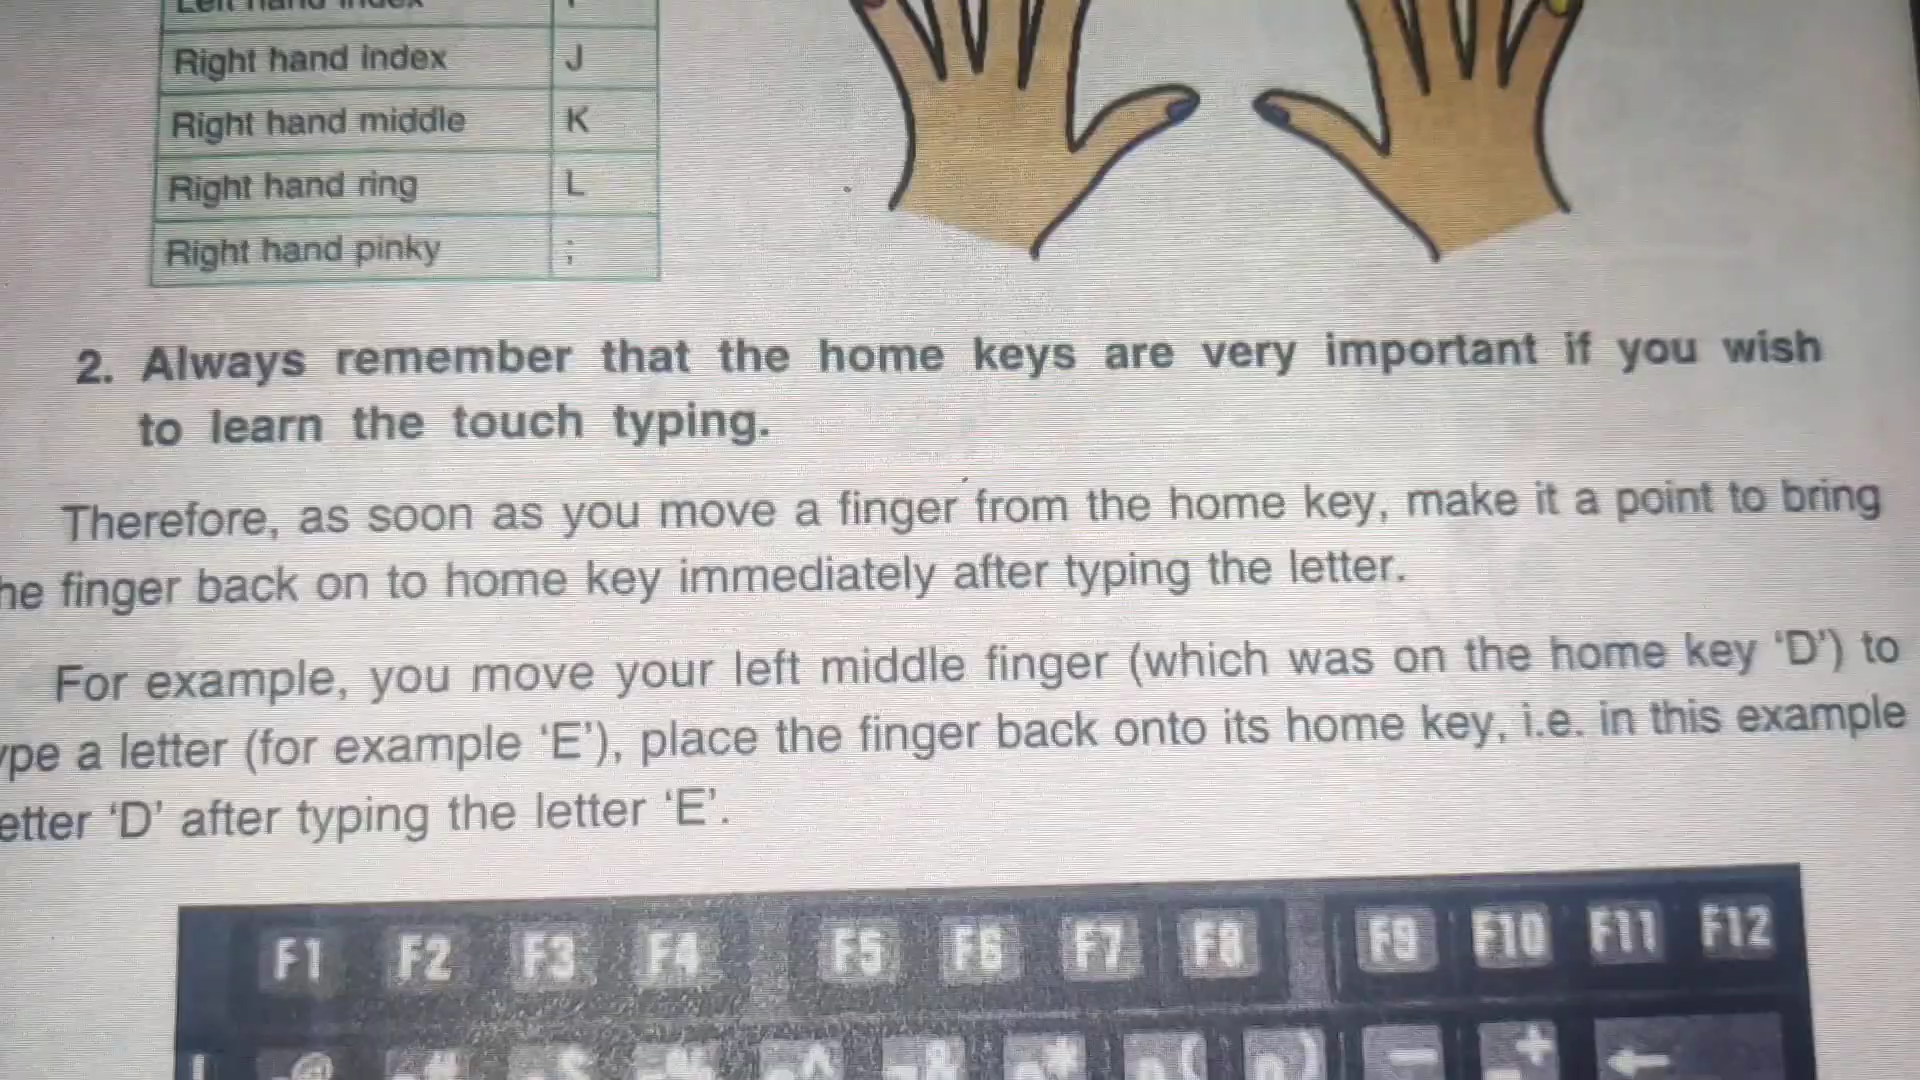 Left hand index
Right hand index J
Right hand middle K
Right hand ring L
Right hand pinky ;
2. Always remember that the home keys are very important if you wish
to learn the touch typing.
Therefore, as soon as you move a finger from the home key, make it a point to bring
he finger back on to home key immediately after typing the letter.
For example, you move your left middle finger (which was on the home key 'D') to
ype a letter (for example 'E'), place the finger back onto its home key, i.e. in this example
etter 'D' after typing the letter 'E'.
F1 F2 F3 F4 F5 F6 F7 F8 F9 F10 F11 F12
! @ # $ % ^ & * ( ) - + ←